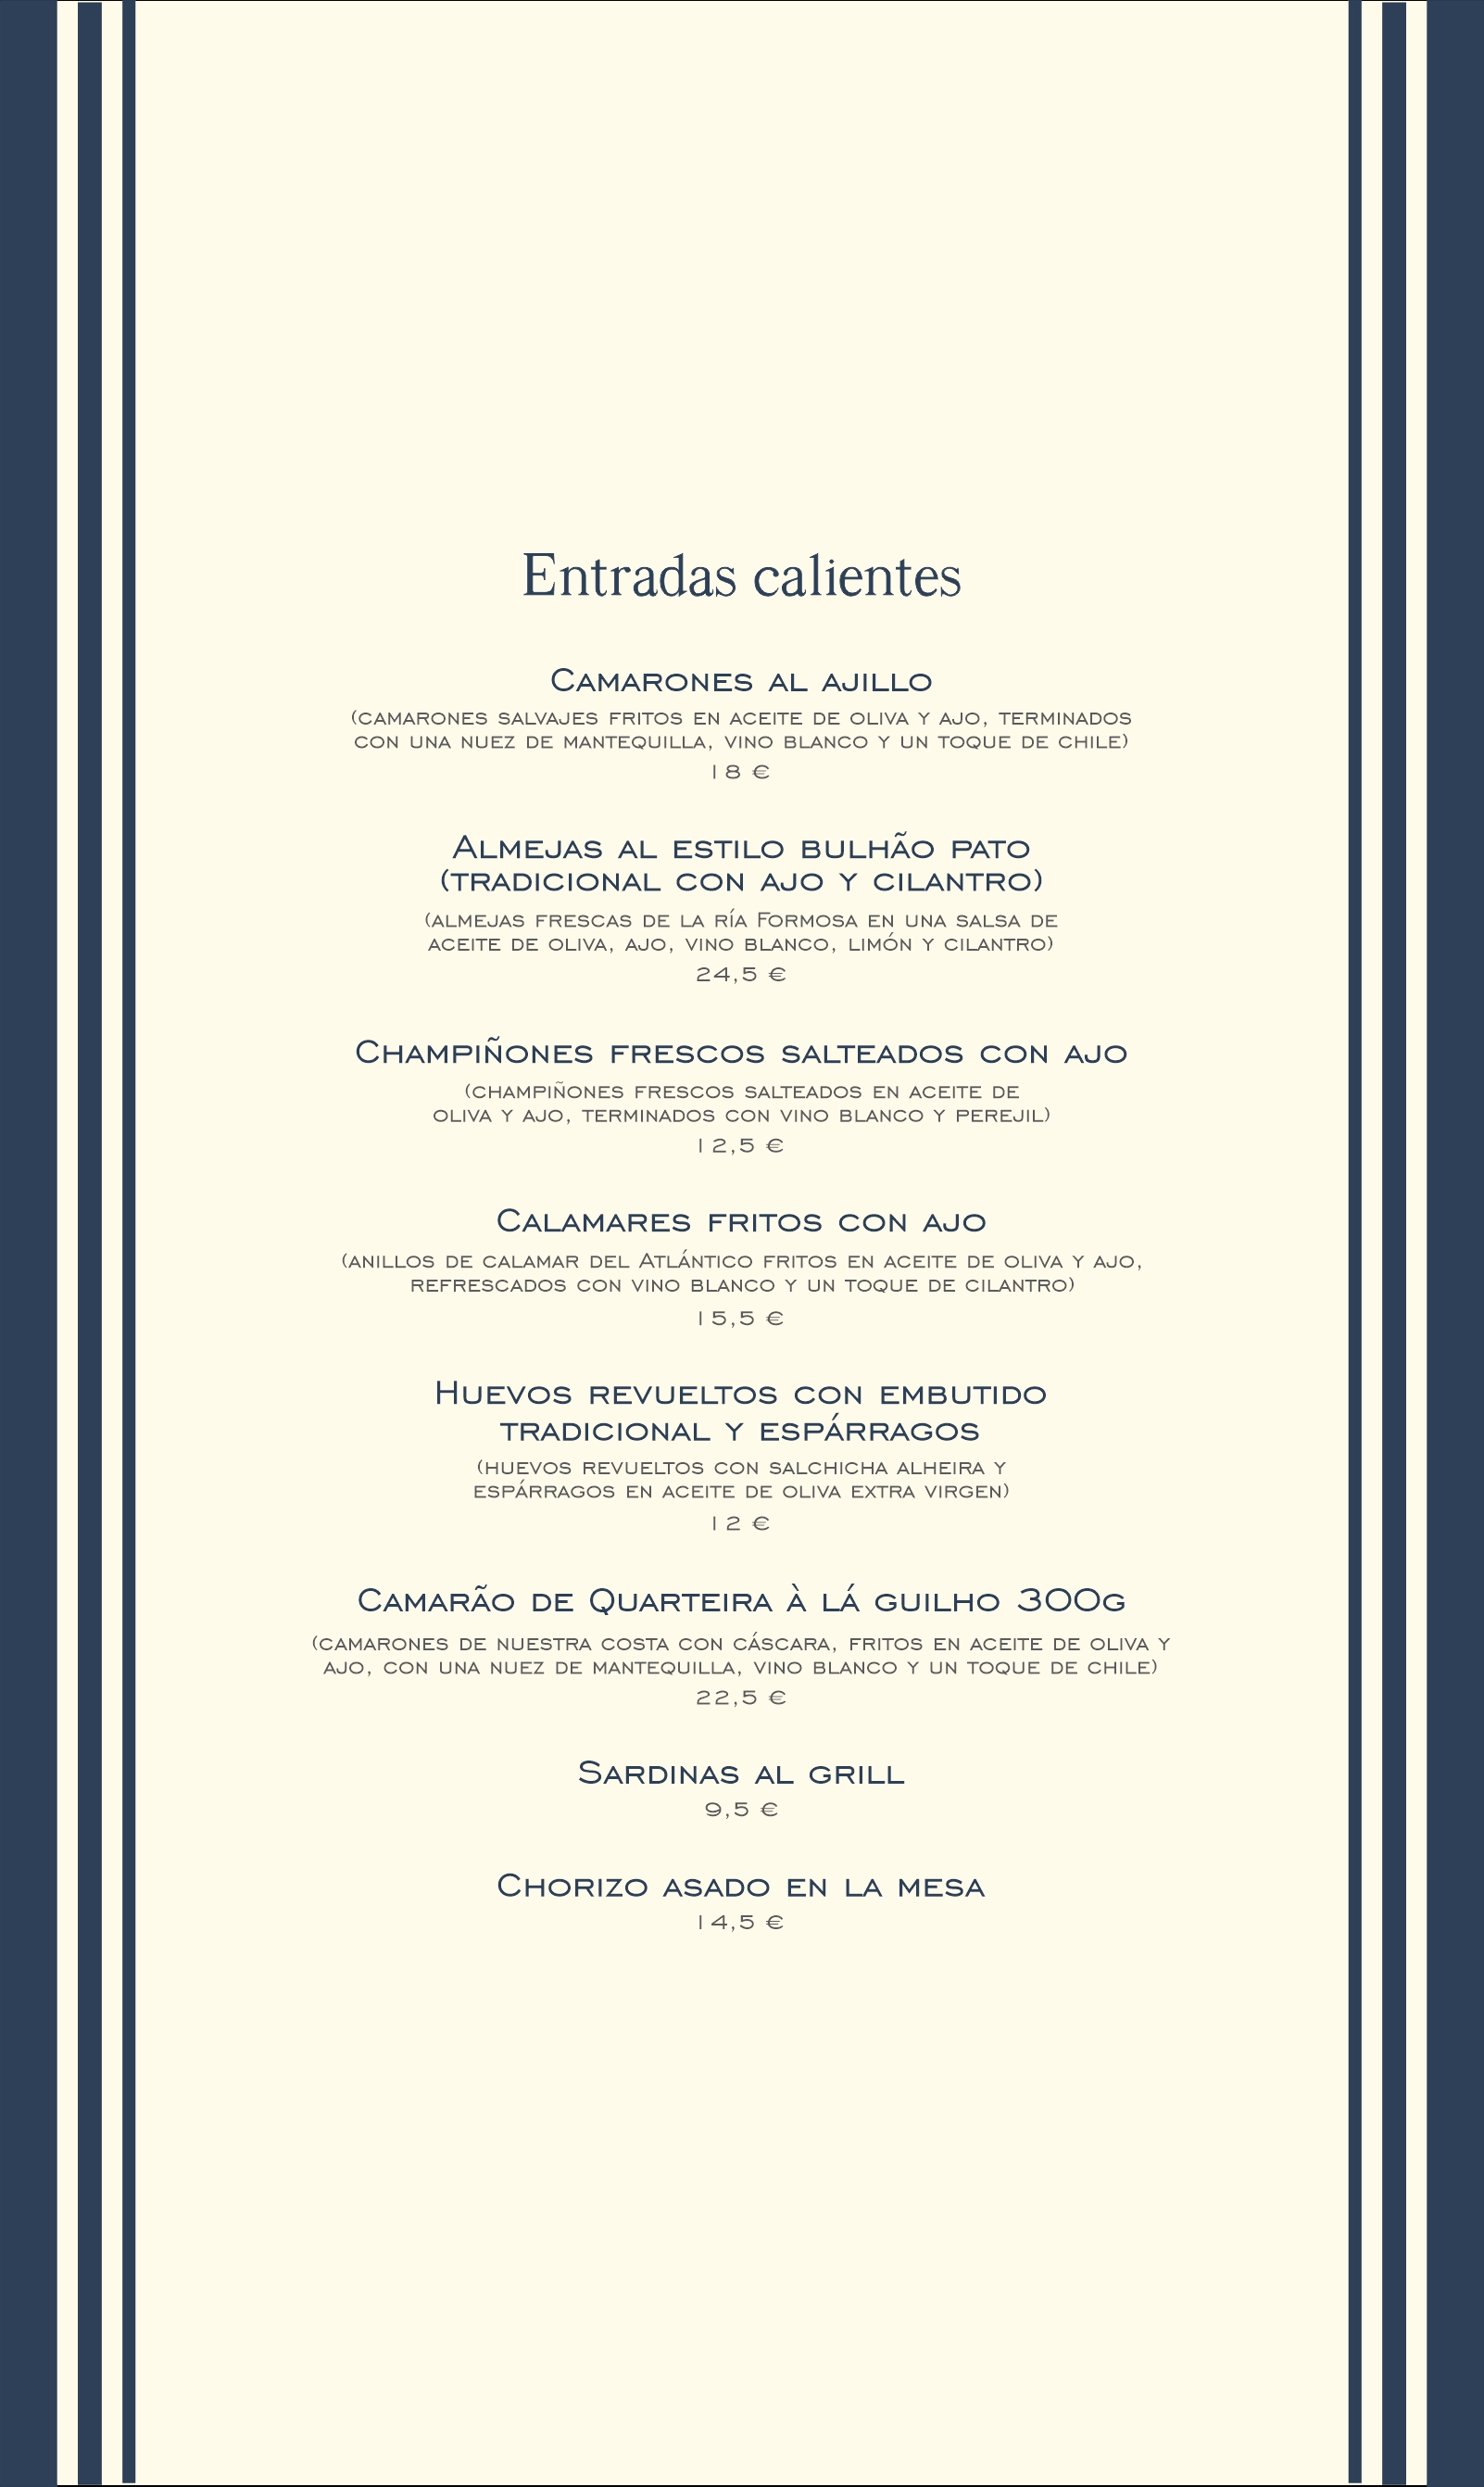 Entradas calientes
Camarones al ajillo
(camarones salvajes fritos en aceite de oliva y ajo, terminados
con una nuez de mantequilla, vino blanco y un toque de chile)
18 €
Almejas al estilo bulhão pato
(tradicional con ajo y cilantro)
(almejas frescas de la ría Formosa en una salsa de
aceite de oliva, ajo, vino blanco, limón y cilantro)
24,5 €
Champiñones frescos salteados con ajo
(champiñones frescos salteados en aceite de
oliva y ajo, terminados con vino blanco y perejil)
12,5 €
Calamares fritos con ajo
(anillos de calamar del Atlántico fritos en aceite de oliva y ajo,
refrescados con vino blanco y un toque de cilantro)
15,5 €
Huevos revueltos con embutido
tradicional y espárragos
(huevos revueltos con salchicha alheira y
espárragos en aceite de oliva extra virgen)
12 €
Camarão de Quarteira à lá guilho 300g
(camarones de nuestra costa con cáscara, fritos en aceite de oliva y
ajo, con una nuez de mantequilla, vino blanco y un toque de chile)
22,5 €
Sardinas al grill
9,5 €
Chorizo asado en la mesa
14,5 €